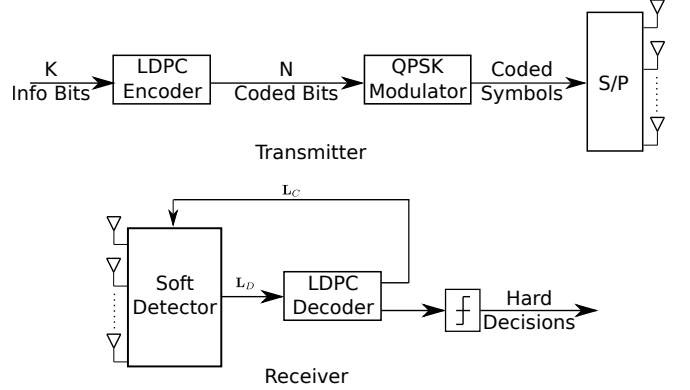 K
Info Bits
LDPC
Encoder
N
Coded Bits
QPSK
Modulator
Coded
Symbols
S/P
Transmitter
L_C
Soft
Detector
L_D
LDPC
Decoder
Hard
Decisions
Receiver